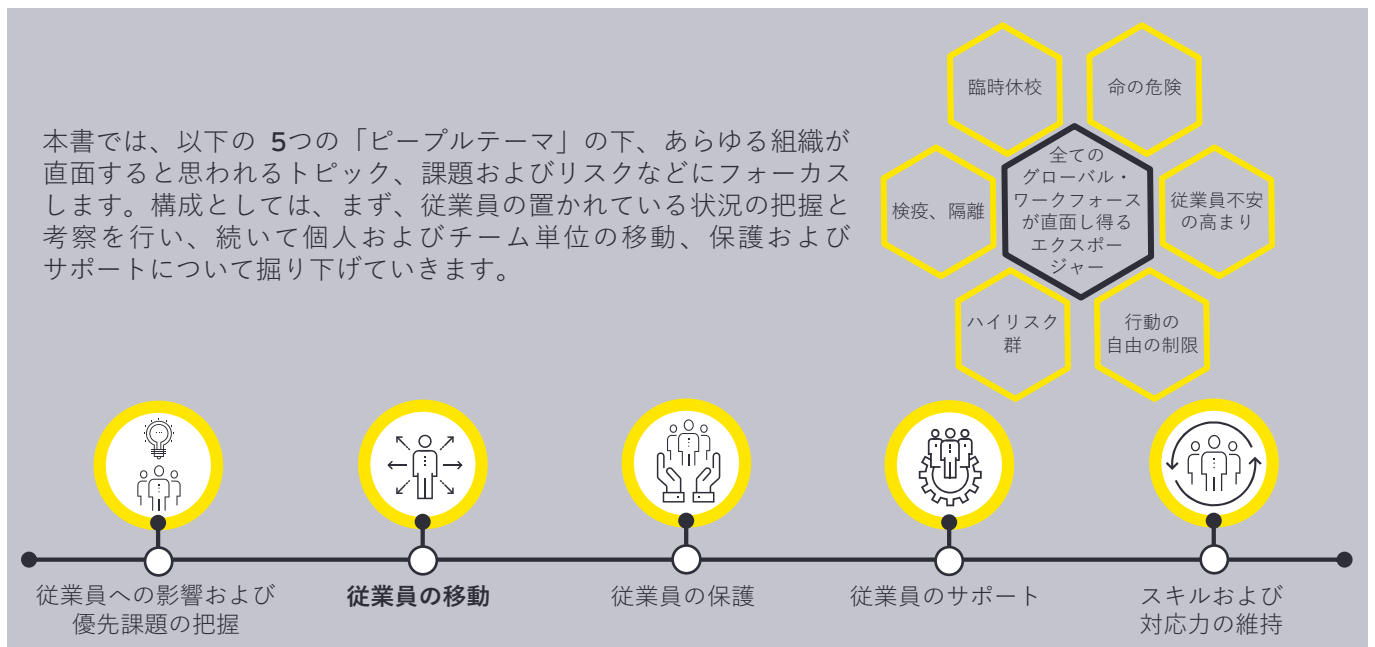 本書では、以下の 5つの「ピープルテーマ」の下、あらゆる組織が
直面すると思われるトピック、課題およびリスクなどにフォーカス
します。構成としては、まず、従業員の置かれている状況の把握と
考察を行い、続いて個人およびチーム単位の移動、保護および
サポートについて掘り下げていきます。
臨時休校
命の危険
検疫、隔離
全ての
グローバル・
ワークフォース
が直面し得る
エクスポー
ジャー
従業員不安
の高まり
ハイリスク
群
行動の
自由の制限
従業員への影響および
優先課題の把握
従業員の移動
従業員の保護
従業員のサポート
スキルおよび
対応力の維持